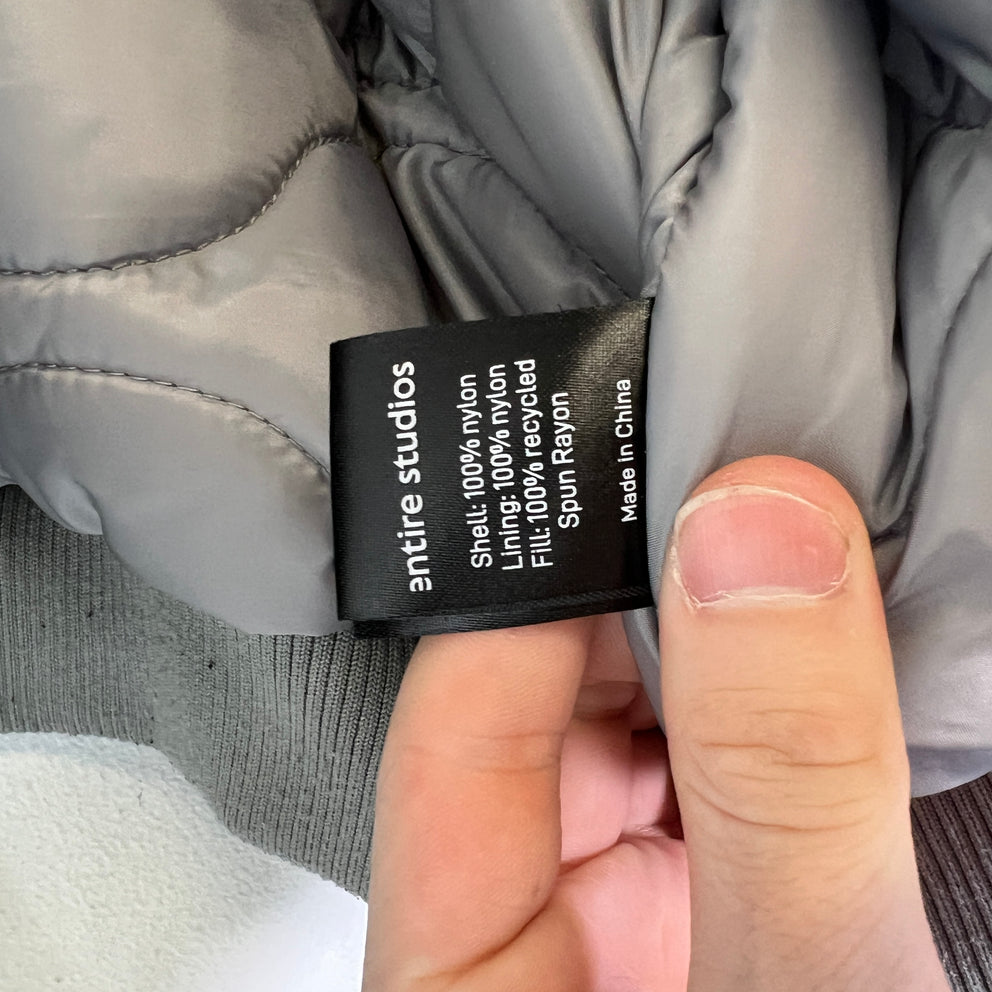 entire studios
Shell: 100% nylon
Lining: 100% nylon
Fill: 100% recycled
Spun Rayon
Made in China